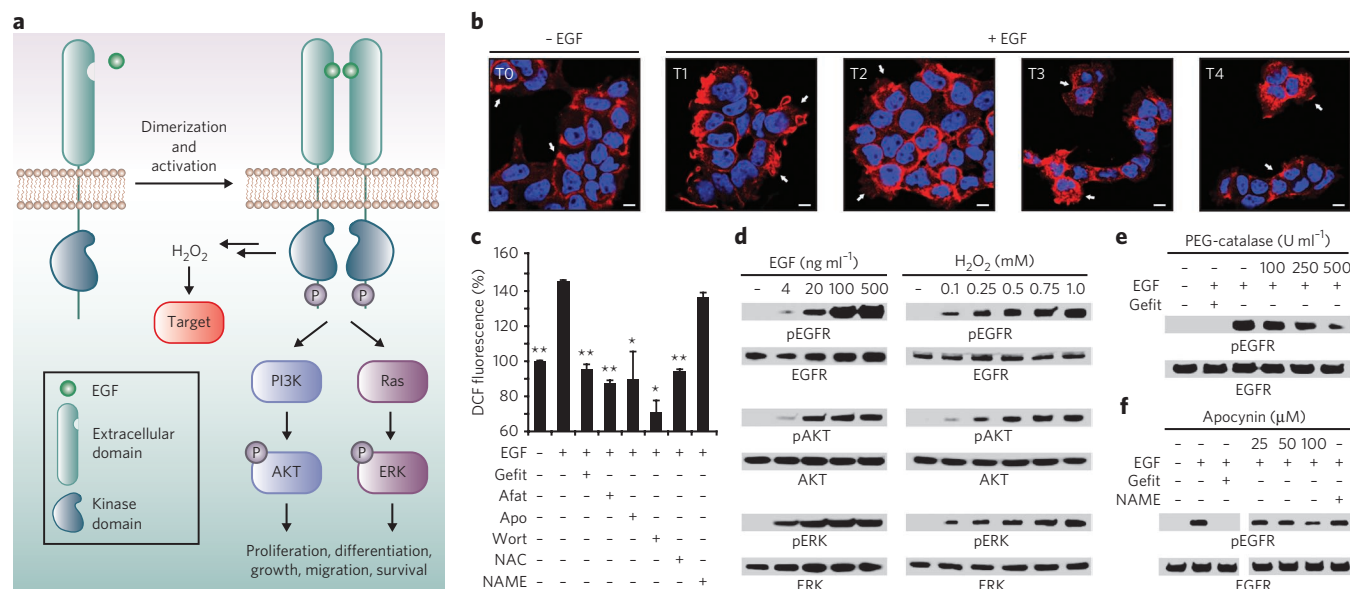 a
Dimerization
and
activation
H2O2
P
P
Target
PI3K
Ras
P
AKT
P
ERK
Proliferation, differentiation,
growth, migration, survival
EGF
Extracellular
domain
Kinase
domain
b
– EGF
+ EGF
T0
T1
T2
T3
T4
c
DCF fluorescence (%)
160
140
120
100
80
60
** ** ** * * **
EGF – + + + + + + +
Gefit – – + – – – – –
Afat – – – + – – – –
Apo – – – – + – – –
Wort – – – – – + – –
NAC – – – – – – + –
NAME – – – – – – – +
d
EGF (ng ml–1)
– 4 20 100 500
pEGFR
EGFR
pAKT
AKT
pERK
ERK
H2O2 (mM)
– 0.1 0.25 0.5 0.75 1.0
pEGFR
EGFR
pAKT
AKT
pERK
ERK
e
PEG-catalase (U ml–1)
– – – 100 250 500
EGF – + + + + +
Gefit – + – – – –
pEGFR
EGFR
f
Apocynin (μM)
– – – 25 50 100 –
EGF – + + + + + +
Gefit – – + – – – –
NAME – – – – – – +
pEGFR
EGFR